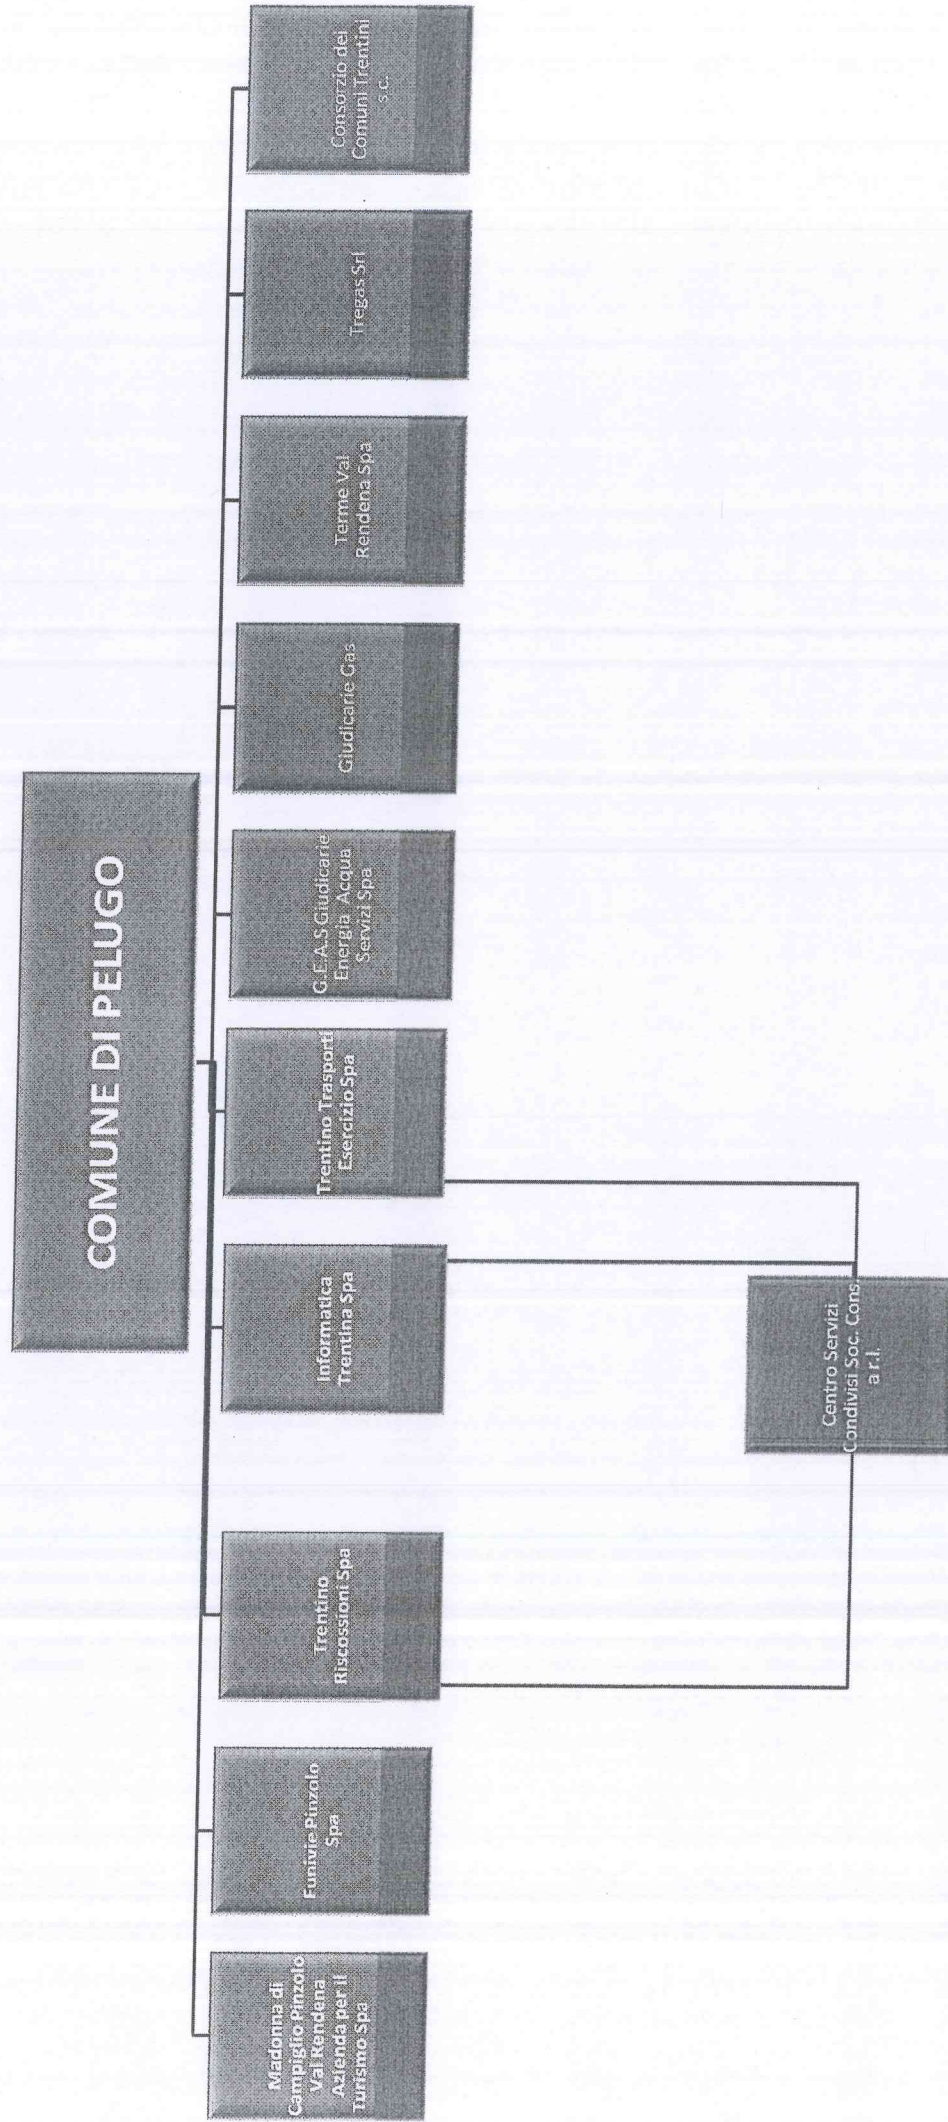 COMUNE DI PELUGO
Madonna di
Campiglio Pinzolo
Val Rendena
Azienda per il
Turismo Spa
Funivie Pinzolo
Spa
Trentino
Riscossioni Spa
Informatica
Trentina Spa
Trentino Trasporti
Esercizio Spa
G.E.A.S Giudicarie
Energia Acqua
Servizi Spa
Giudicarie Gas
Terme Val
Rendena Spa
Tregas Srl
Consorzio dei
Comuni Trentini
s.c.
Centro Servizi
Condivisi Soc. Cons.
a r.l.